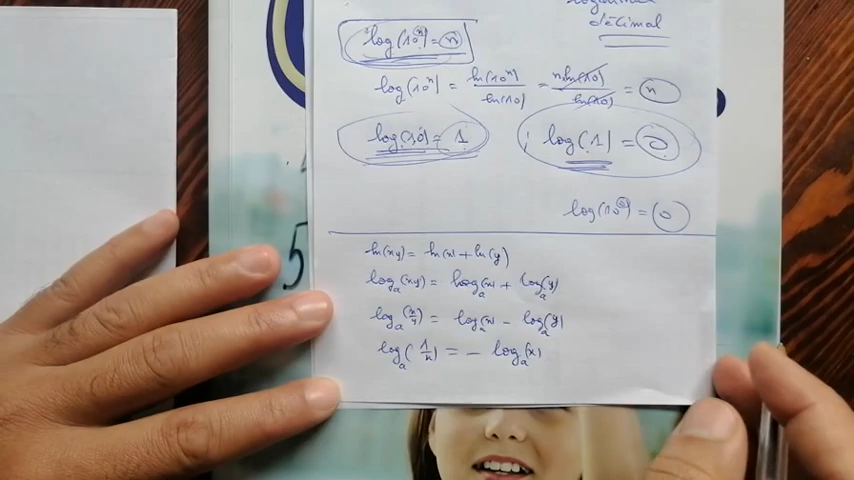 décimal
log(10ⁿ) = n
log(10ⁿ) = ln(10ⁿ)/ln(10) = n ln(10)/ln(10) = n
log(10) = 1 ; log(1) = 0
log(10⁰) = 0
5
ln(xy) = ln(x) + ln(y)
logₐ(xy) = logₐ(x) + logₐ(y)
logₐ(x/y) = logₐ(x) - logₐ(y)
logₐ(1/x) = - logₐ(x)